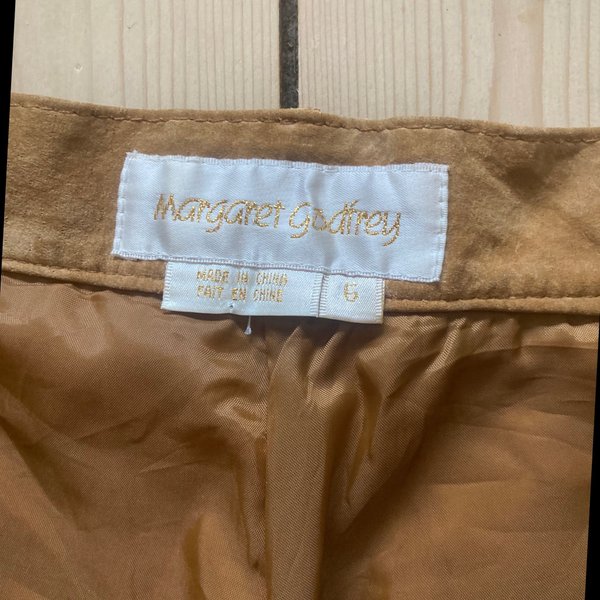 Margaret Godfrey
MADE IN CHINA
FAIT EN CHINE
6